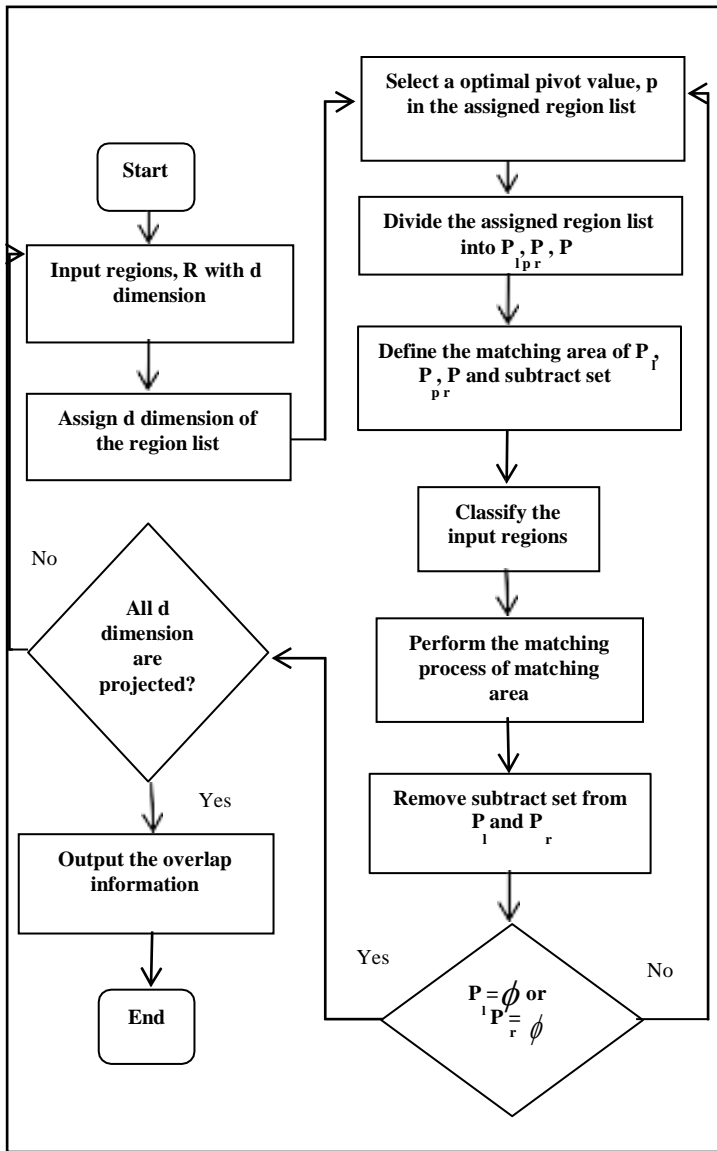 Start
Input regions, R with d
dimension
Assign d dimension of
the region list
Select a optimal pivot value, p
in the assigned region list
Divide the assigned region list
into P , P , P
l p r
Define the matching area of P ,
l
P , P and subtract set
p r
Classify the
input regions
Perform the matching
process of matching
area
Remove subtract set from
P and P
l r
P = ϕ or
l P = ϕ
r
Yes
No
All d
dimension
are
projected?
No
Yes
Output the overlap
information
End